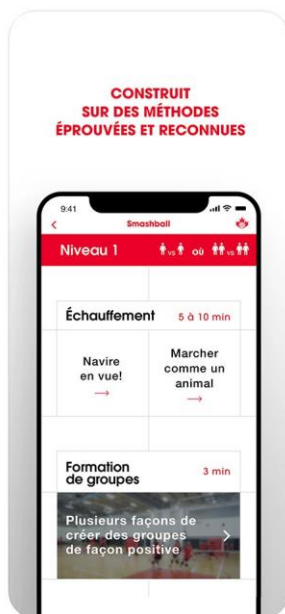 CONSTRUIT
SUR DES MÉTHODES
ÉPROUVÉES ET RECONNUES
9:41
Smashball
Niveau 1
vs où vs
Échauffement 5 à 10 min
Navire
en vue!
Marcher
comme un
animal
Formation
de groupes
3 min
Plusieurs façons de
créer des groupes
de façon positive